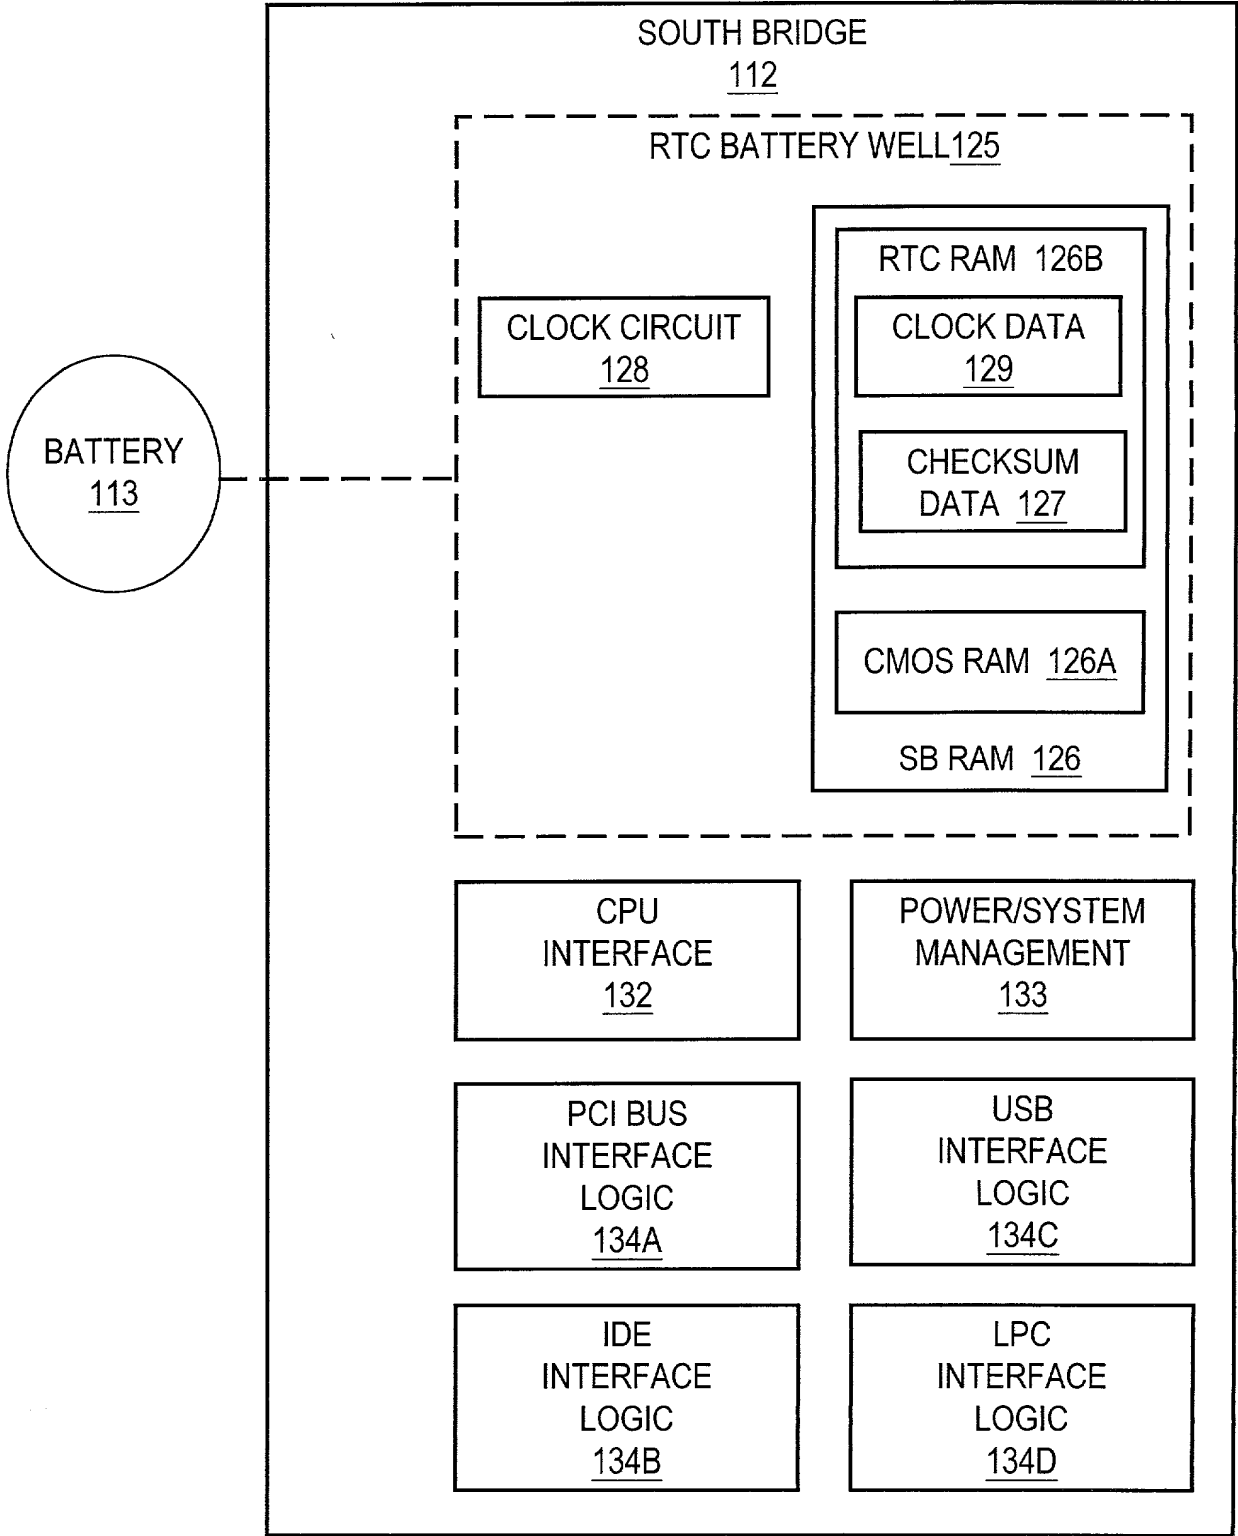 SOUTH BRIDGE
112
RTC BATTERY WELL125
RTC RAM 126B
CLOCK CIRCUIT
128
CLOCK DATA
129
BATTERY
113
CHECKSUM
DATA 127
CMOS RAM 126A
SB RAM 126
CPU
INTERFACE
132
POWER/SYSTEM
MANAGEMENT
133
PCI BUS
INTERFACE
LOGIC
134A
USB
INTERFACE
LOGIC
134C
IDE
INTERFACE
LOGIC
134B
LPC
INTERFACE
LOGIC
134D